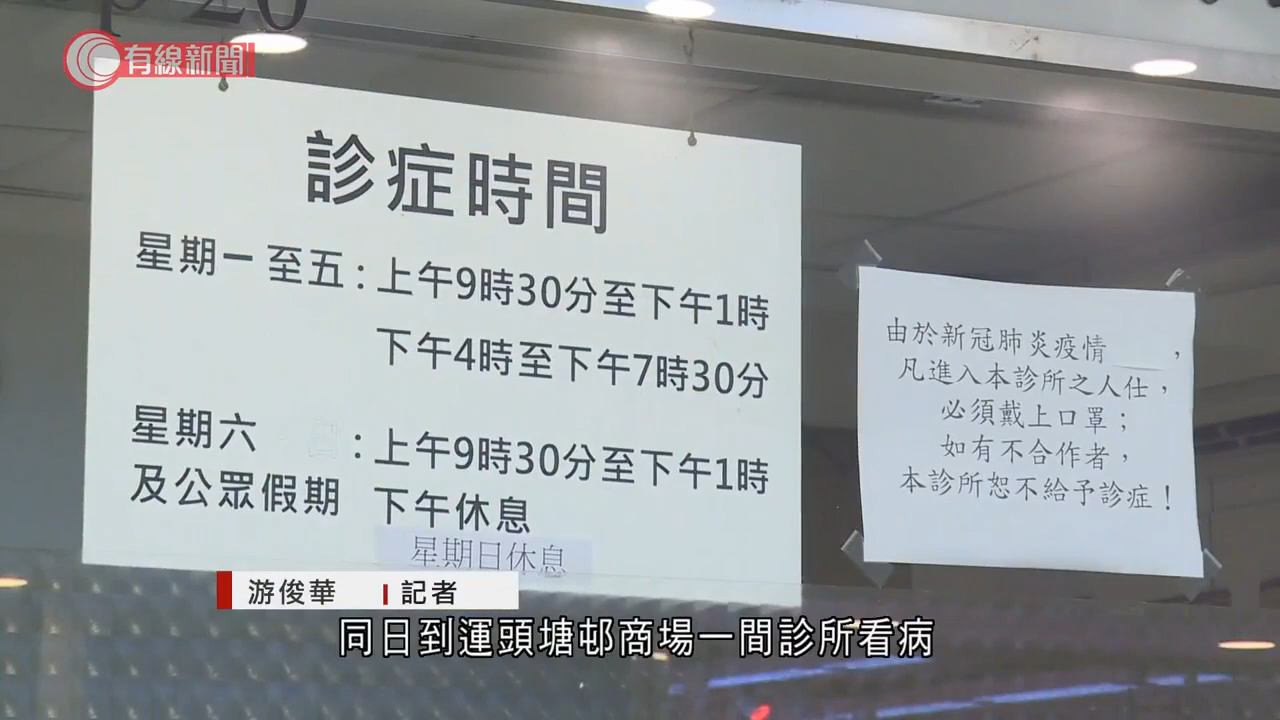 有線新聞
診症時間
星期一至五：上午9時30分至下午1時
下午4時至下午7時30分
星期六：上午9時30分至下午1時
及公眾假期 下午休息
星期日休息
由於新冠肺炎疫情，
凡進入本診所之人仕，
必須戴上口罩；
如有不合作者，
本診所恕不給予診症！
游俊華 記者
同日到運頭塘邨商場一間診所看病